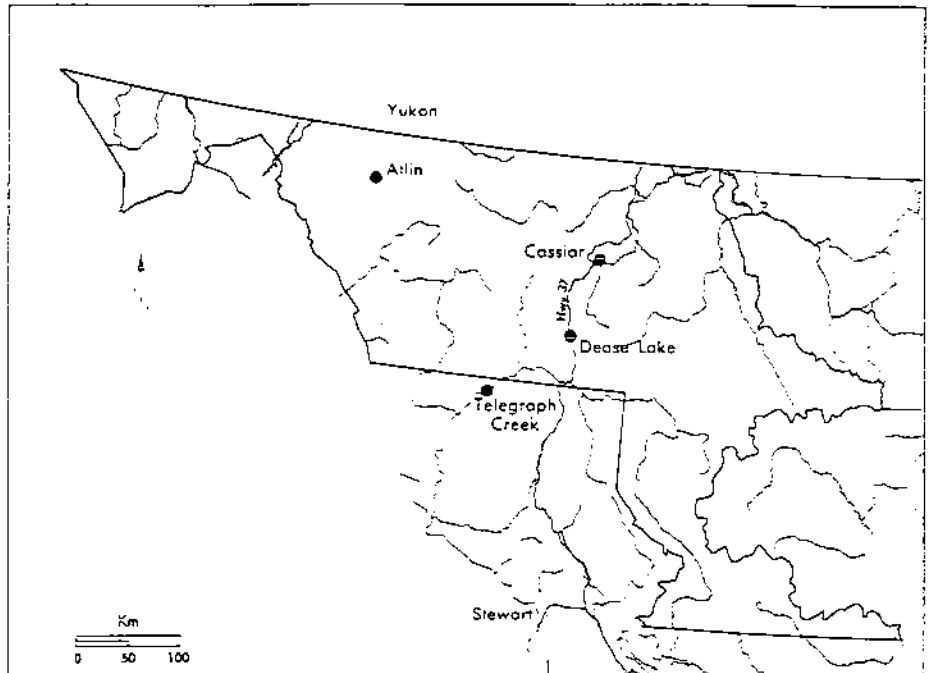 Yukon
Atlin
Cassiar
Hwy. 37
Dease Lake
Telegraph
Creek
Stewart
Km
0 50 100
1